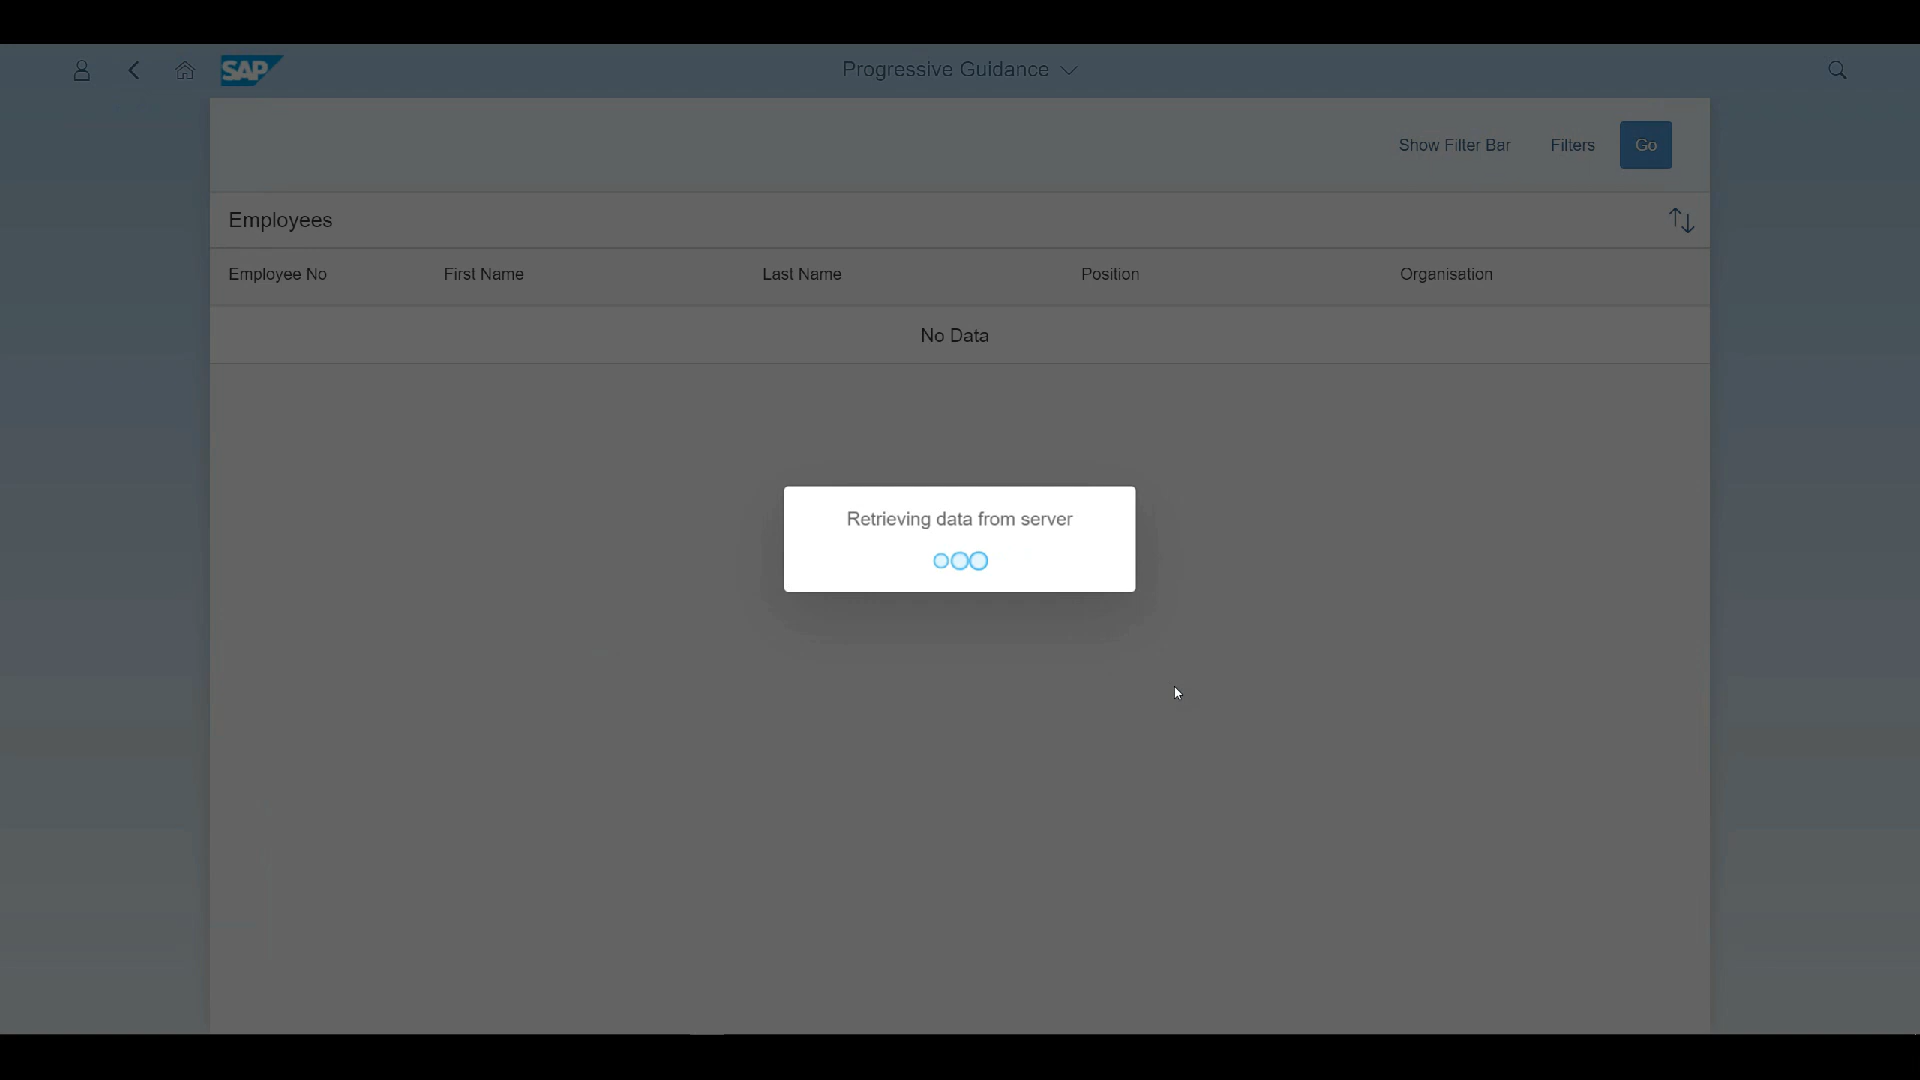 SAP
Progressive Guidance
Show Filter Bar
Filters
Go
Employees
Employee No
First Name
Last Name
Position
Organisation
No Data
Retrieving data from server